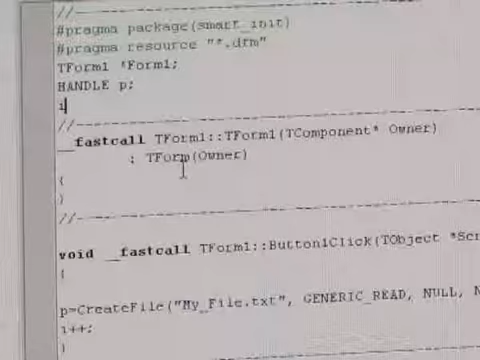 //--------------------------------
#pragma package(smart_init)
#pragma resource "*.dfm"
TForm1 *Form1;
HANDLE p;
i
//--------------------------------
__fastcall TForm1::TForm1(TComponent* Owner)
: TForm(Owner)
{
}
//--------------------------------
void __fastcall TForm1::Button1Click(TObject *Sen
{
p=CreateFile("My_File.txt", GENERIC_READ, NULL, N
i++;
}